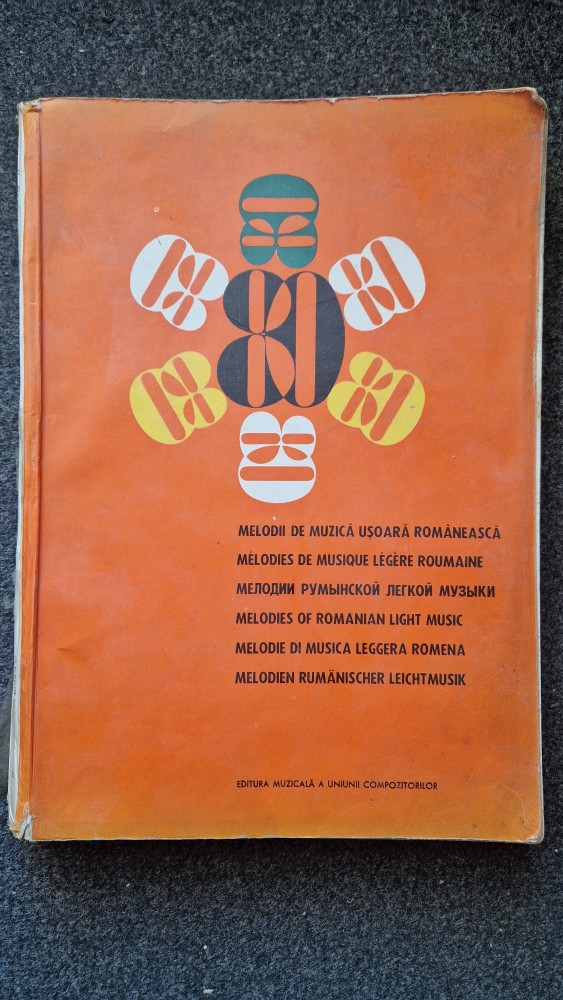 MELODII DE MUZICĂ UȘOARĂ ROMÂNEASCĂ
MÉLODIES DE MUSIQUE LÉGÈRE ROUMAINE
МЕЛОДИИ РУМЫНСКОЙ ЛЕГКОЙ МУЗЫКИ
MELODIES OF ROMANIAN LIGHT MUSIC
MELODIE DI MUSICA LEGGERA ROMENA
MELODIEN RUMÄNISCHER LEICHTMUSIK
EDITURA MUZICALĂ A UNIUNII COMPOZITORILOR